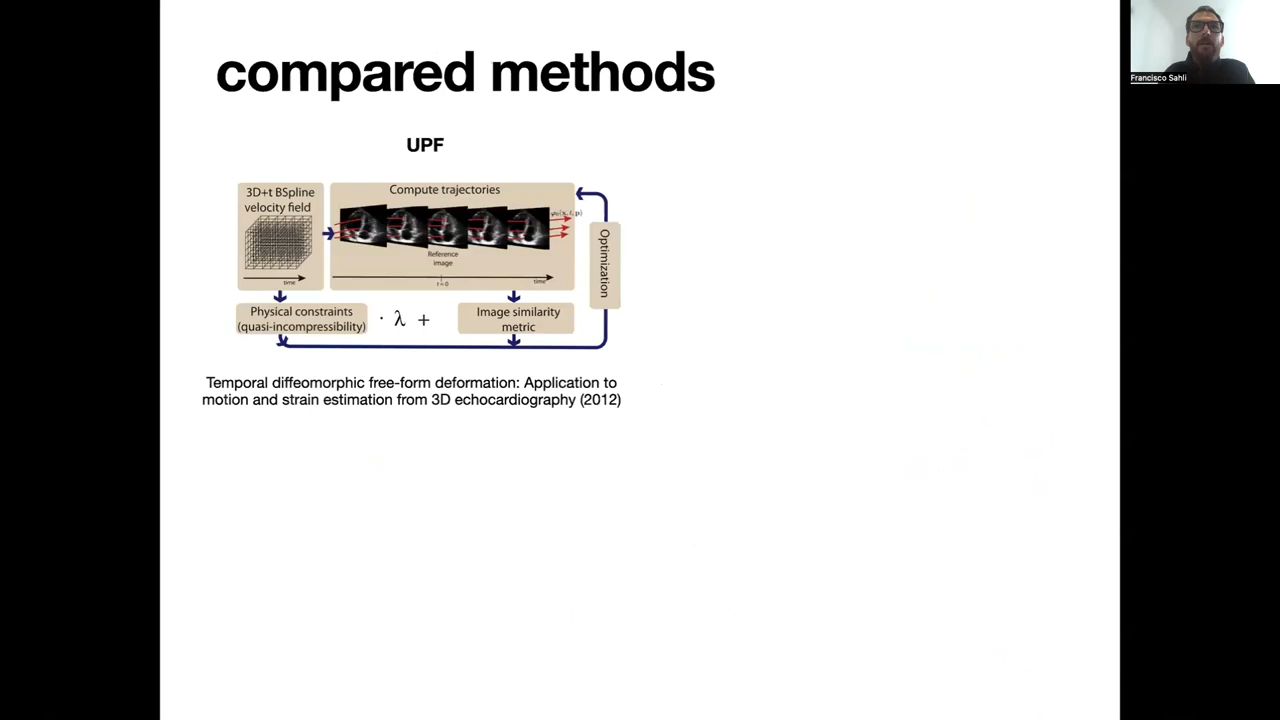 compared methods
Francisco Sahli
UPF
3D+t BSpline
velocity field
time
Compute trajectories
Reference
image
t=0
time
Optimization
Physical constraints
(quasi-incompressibility)
· λ +
Image similarity
metric
Temporal diffeomorphic free-form deformation: Application to
motion and strain estimation from 3D echocardiography (2012)